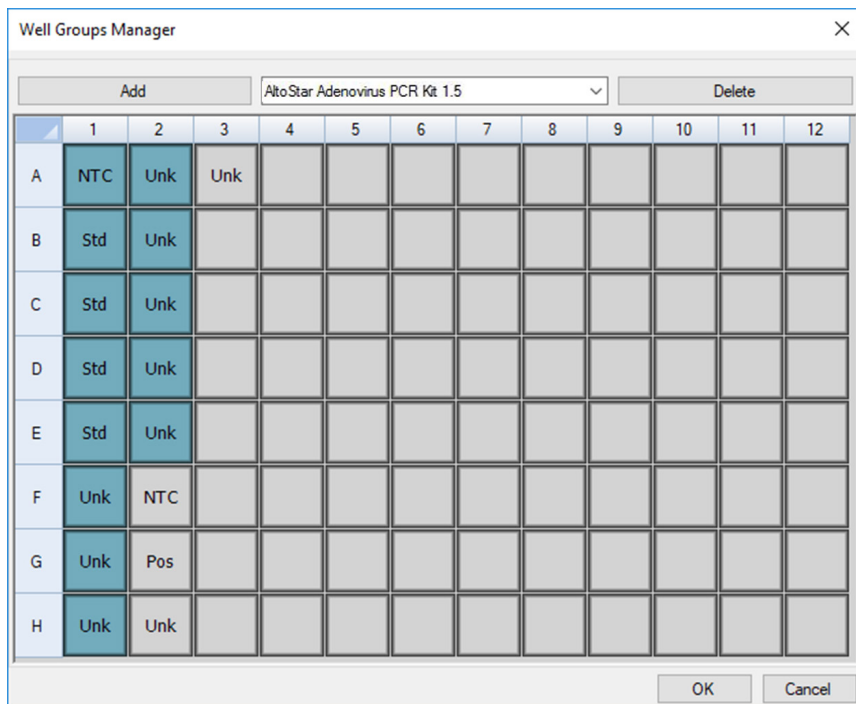 Well Groups Manager
Add AltoStar Adenovirus PCR Kit 1.5 Delete
1 2 3 4 5 6 7 8 9 10 11 12
A NTC Unk Unk
B Std Unk
C Std Unk
D Std Unk
E Std Unk
F Unk NTC
G Unk Pos
H Unk Unk
OK Cancel